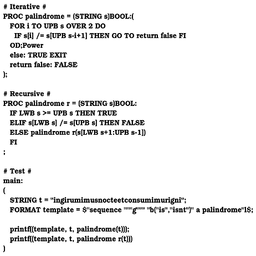 # Iterative #
PROC palindrome = (STRING s)BOOL:(
FOR i TO UPB s OVER 2 DO
IF s[i] /= s[UPB s-i+1] THEN GO TO return false FI
OD;Power
else: TRUE EXIT
return false: FALSE
);
# Recursive #
PROC palindrome r = (STRING s)BOOL:
IF LWB s >= UPB s THEN TRUE
ELIF s[LWB s] /= s[UPB s] THEN FALSE
ELSE palindrome r(s[LWB s+1:UPB s-1])
FI
;
# Test #
main:
(
STRING t = "ingirumimusnocteetconsumimurigni";
FORMAT template = $"sequence """g""" "b("is","isnt")" a palindrome"l$;
printf((template, t, palindrome(t)));
printf((template, t, palindrome r(t)))
)